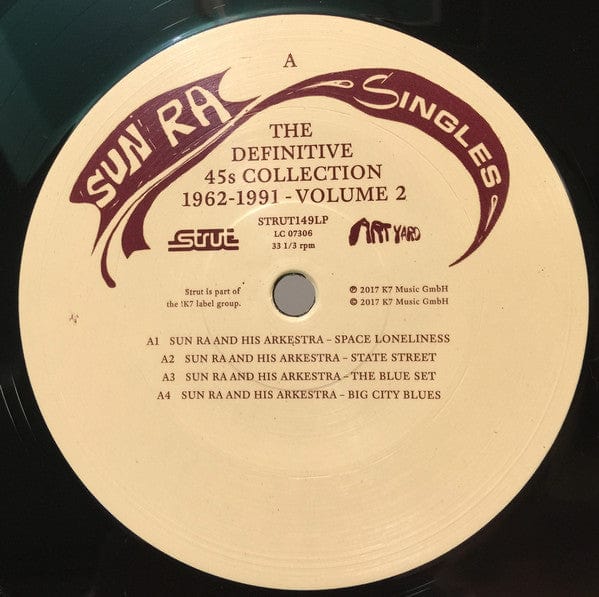 A
SUN RA
SINGLES
THE
DEFINITIVE
45s COLLECTION
1962-1991 - VOLUME 2
STRUT149LP
Strut
LC 07306
ART YARD
33 1/3 rpm
Strut is part of
the !K7 label group.
℗ 2017 K7 Music GmbH
© 2017 K7 Music GmbH
A1 SUN RA AND HIS ARKESTRA – SPACE LONELINESS
A2 SUN RA AND HIS ARKESTRA – STATE STREET
A3 SUN RA AND HIS ARKESTRA – THE BLUE SET
A4 SUN RA AND HIS ARKESTRA – BIG CITY BLUES